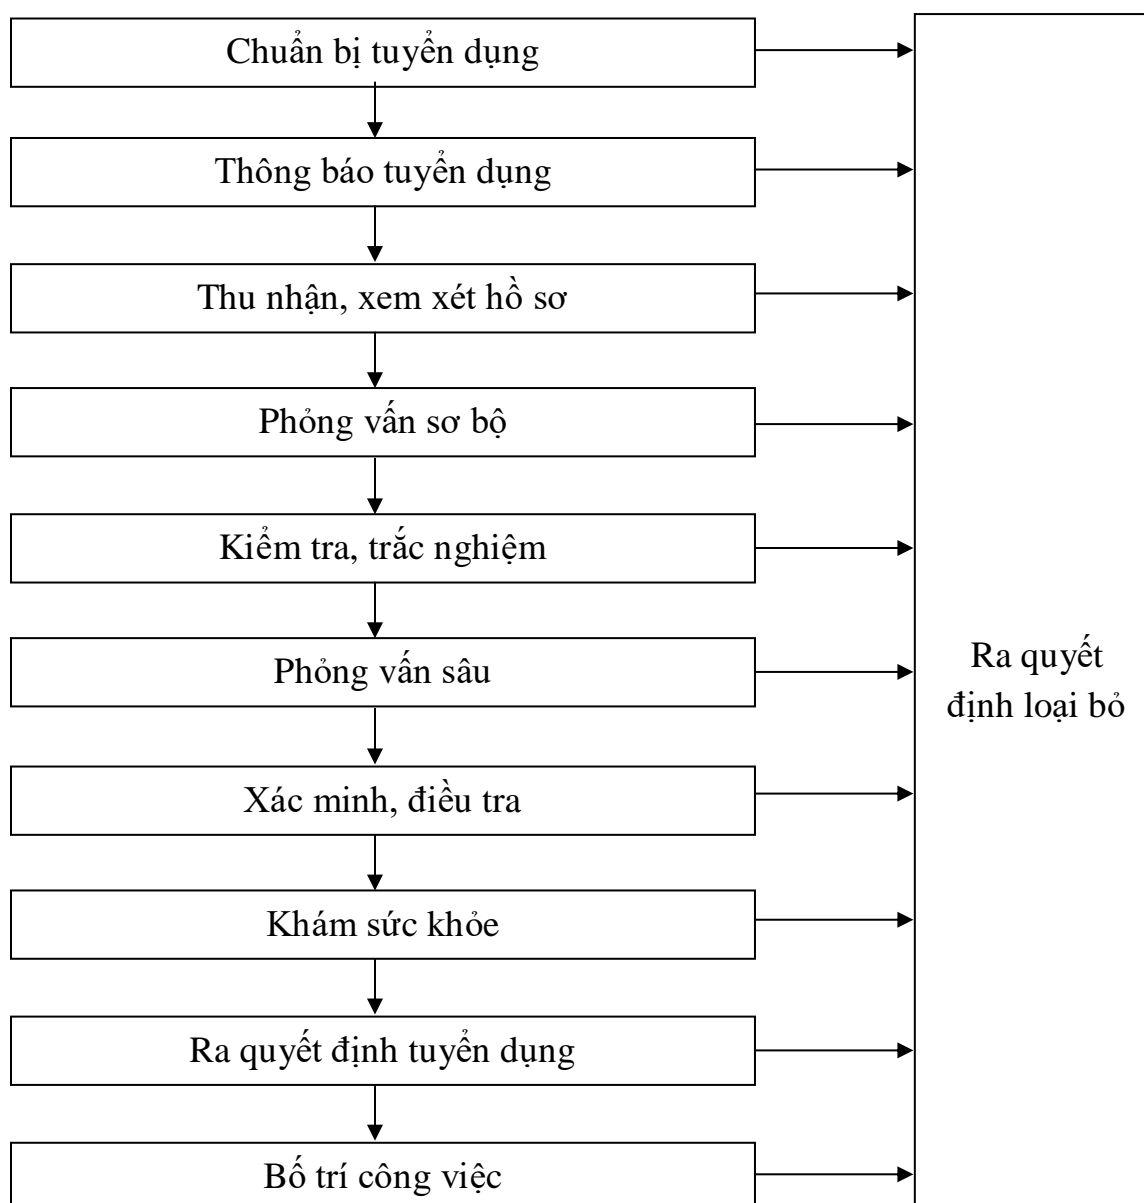 Chuẩn bị tuyển dụng
Thông báo tuyển dụng
Thu nhận, xem xét hồ sơ
Phỏng vấn sơ bộ
Kiểm tra, trắc nghiệm
Phỏng vấn sâu
Xác minh, điều tra
Khám sức khỏe
Ra quyết định tuyển dụng
Bố trí công việc
Ra quyết
định loại bỏ